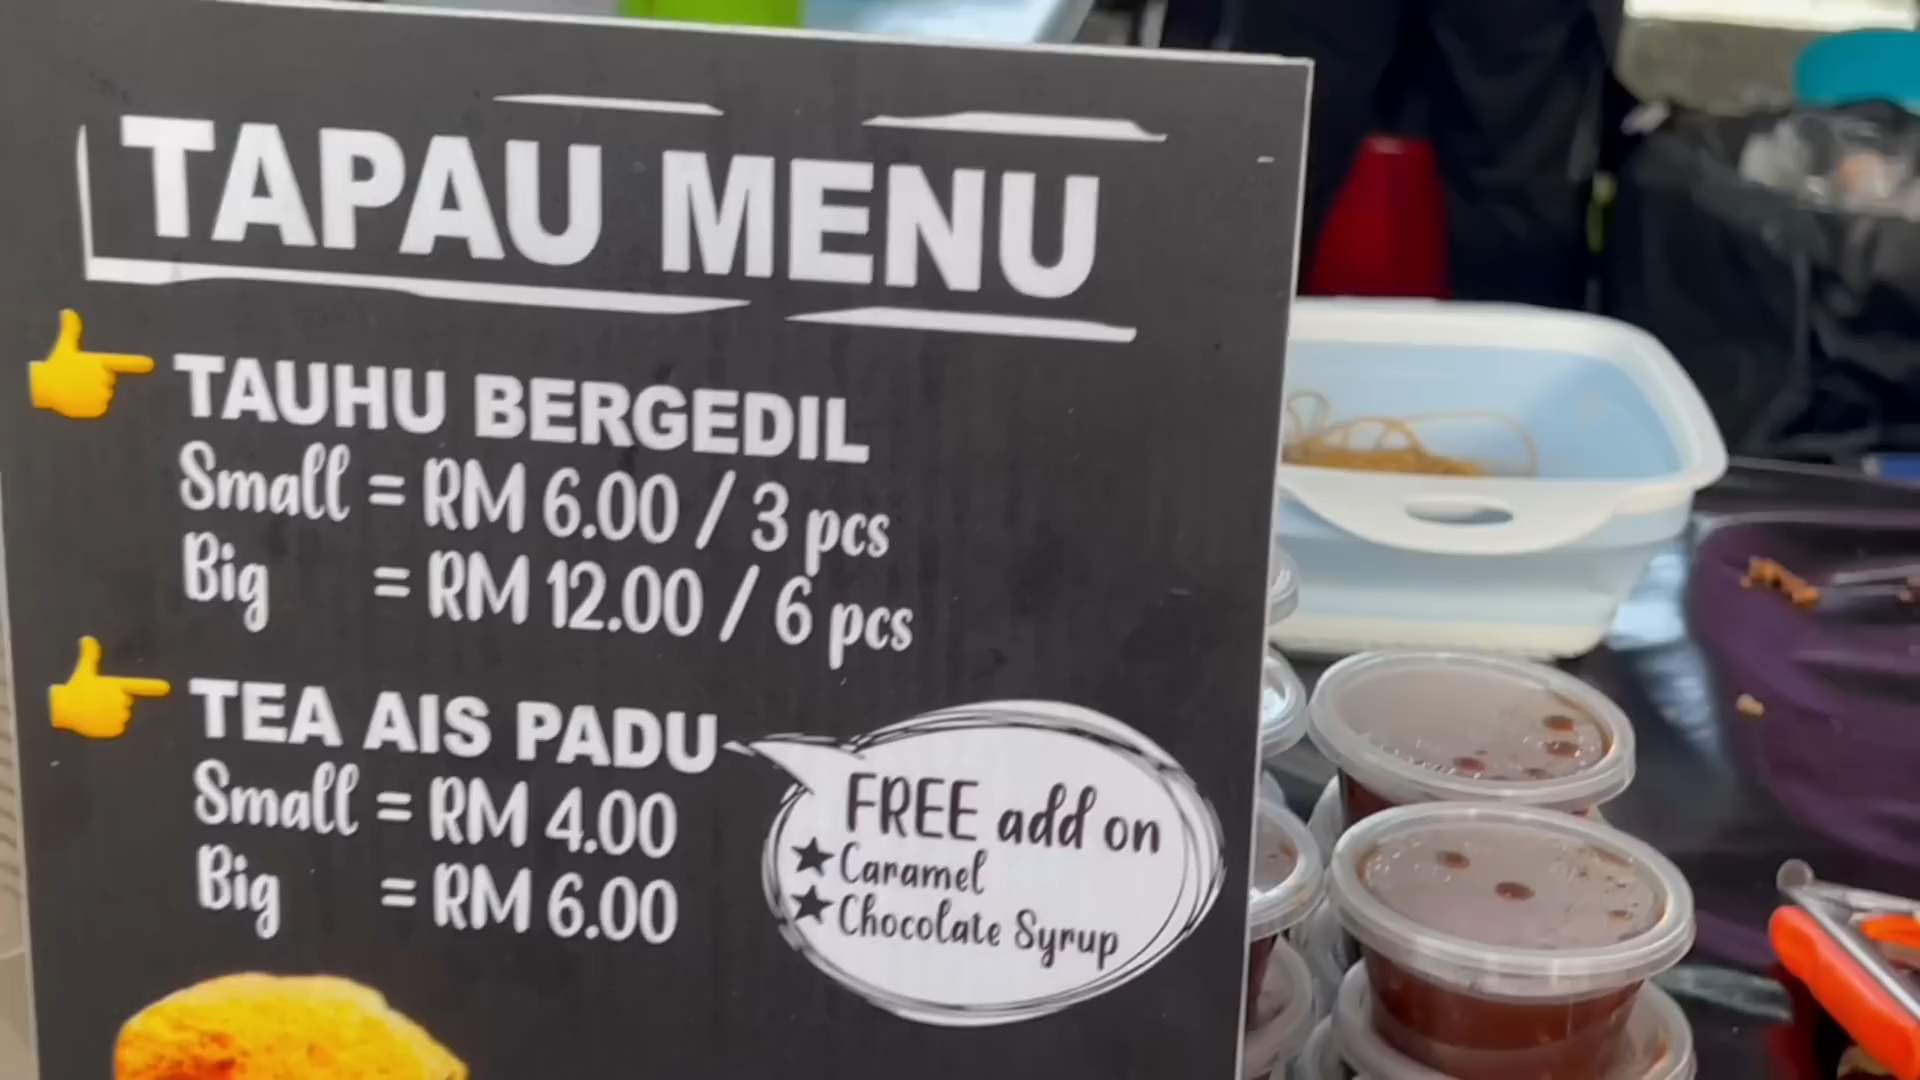 TAPAU MENU
TAUHU BERGEDIL
Small = RM 6.00 / 3 pcs
Big = RM 12.00 / 6 pcs
TEA AIS PADU
Small = RM 4.00
Big = RM 6.00
FREE add on
★ Caramel
★ Chocolate Syrup